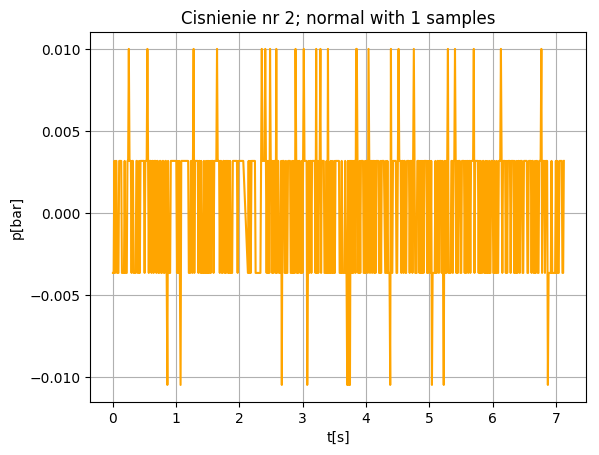 Cisnienie nr 2; normal with 1 samples
0.010
0.005
0.000
−0.005
−0.010
p[bar]
0 1 2 3 4 5 6 7
t[s]